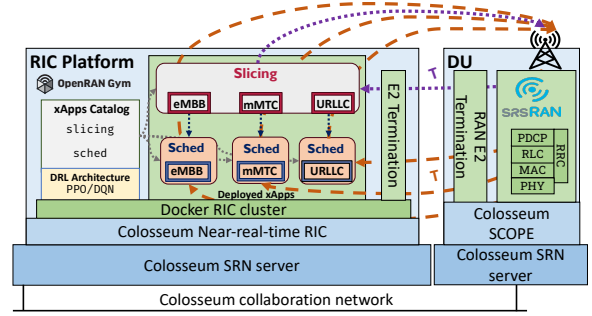 RIC Platform
OpenRAN Gym
xApps Catalog
slicing
sched
DRL Architecture
PPO/DQN
Slicing
eMBB
mMTC
URLLC
Sched
eMBB
Sched
mMTC
Sched
URLLC
Deployed xApps
E2 Termination
Docker RIC cluster
Colosseum Near-real-time RIC
Colosseum SRN server
Colosseum collaboration network
T
T
T
DU
RAN E2
Termination
SRSRAN
PDCP
RLC
MAC
PHY
RRC
Colosseum
SCOPE
Colosseum SRN
server